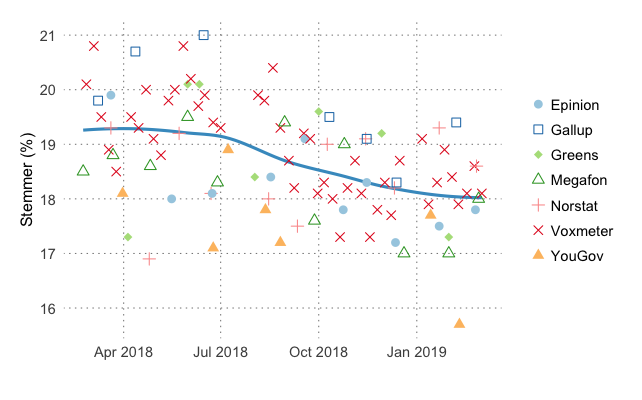 Stemmer (%)
21
20
19
18
17
16
Apr 2018
Jul 2018
Oct 2018
Jan 2019
Epinion
Gallup
Greens
Megafon
Norstat
Voxmeter
YouGov